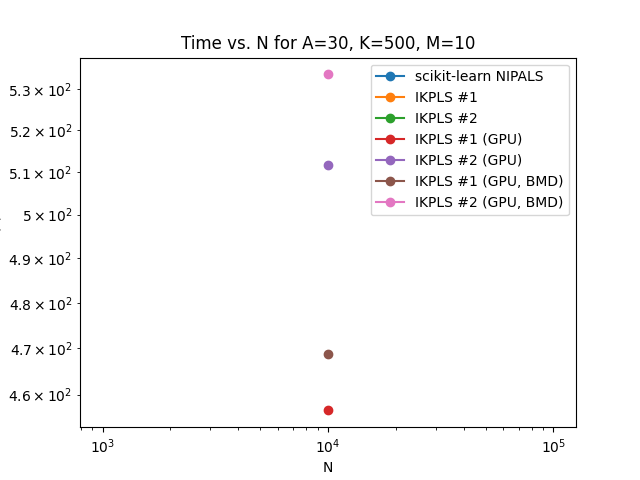 Time vs. N for A=30, K=500, M=10
5.3 × 10²
5.2 × 10²
5.1 × 10²
5 × 10²
4.9 × 10²
4.8 × 10²
4.7 × 10²
4.6 × 10²
scikit-learn NIPALS
IKPLS #1
IKPLS #2
IKPLS #1 (GPU)
IKPLS #2 (GPU)
IKPLS #1 (GPU, BMD)
IKPLS #2 (GPU, BMD)
10³ 10⁴ 10⁵
N